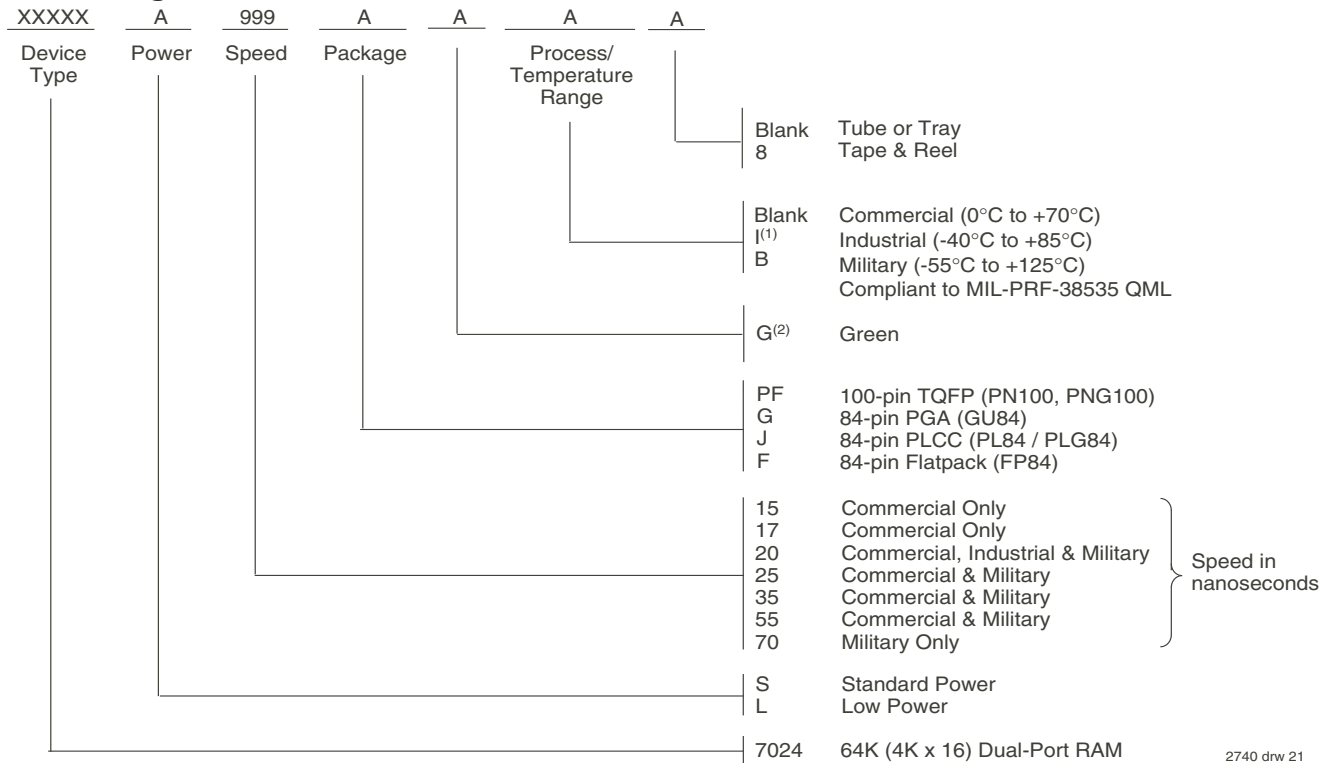 XXXXX A 999 A A A A
Device Type Power Speed Package Process/ Temperature Range
Blank Tube or Tray
8 Tape & Reel
Blank Commercial (0°C to +70°C)
I(1) Industrial (-40°C to +85°C)
B Military (-55°C to +125°C)
Compliant to MIL-PRF-38535 QML
G(2) Green
PF 100-pin TQFP (PN100, PNG100)
G 84-pin PGA (GU84)
J 84-pin PLCC (PL84 / PLG84)
F 84-pin Flatpack (FP84)
15 Commercial Only
17 Commercial Only
20 Commercial, Industrial & Military
25 Commercial & Military
35 Commercial & Military
55 Commercial & Military
70 Military Only
Speed in
nanoseconds
S Standard Power
L Low Power
7024 64K (4K x 16) Dual-Port RAM
2740 drw 21